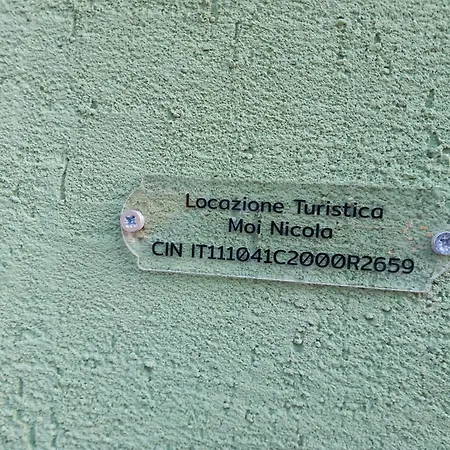 Locazione Turistica
Moi Nicola
CIN IT111041C2000R2659